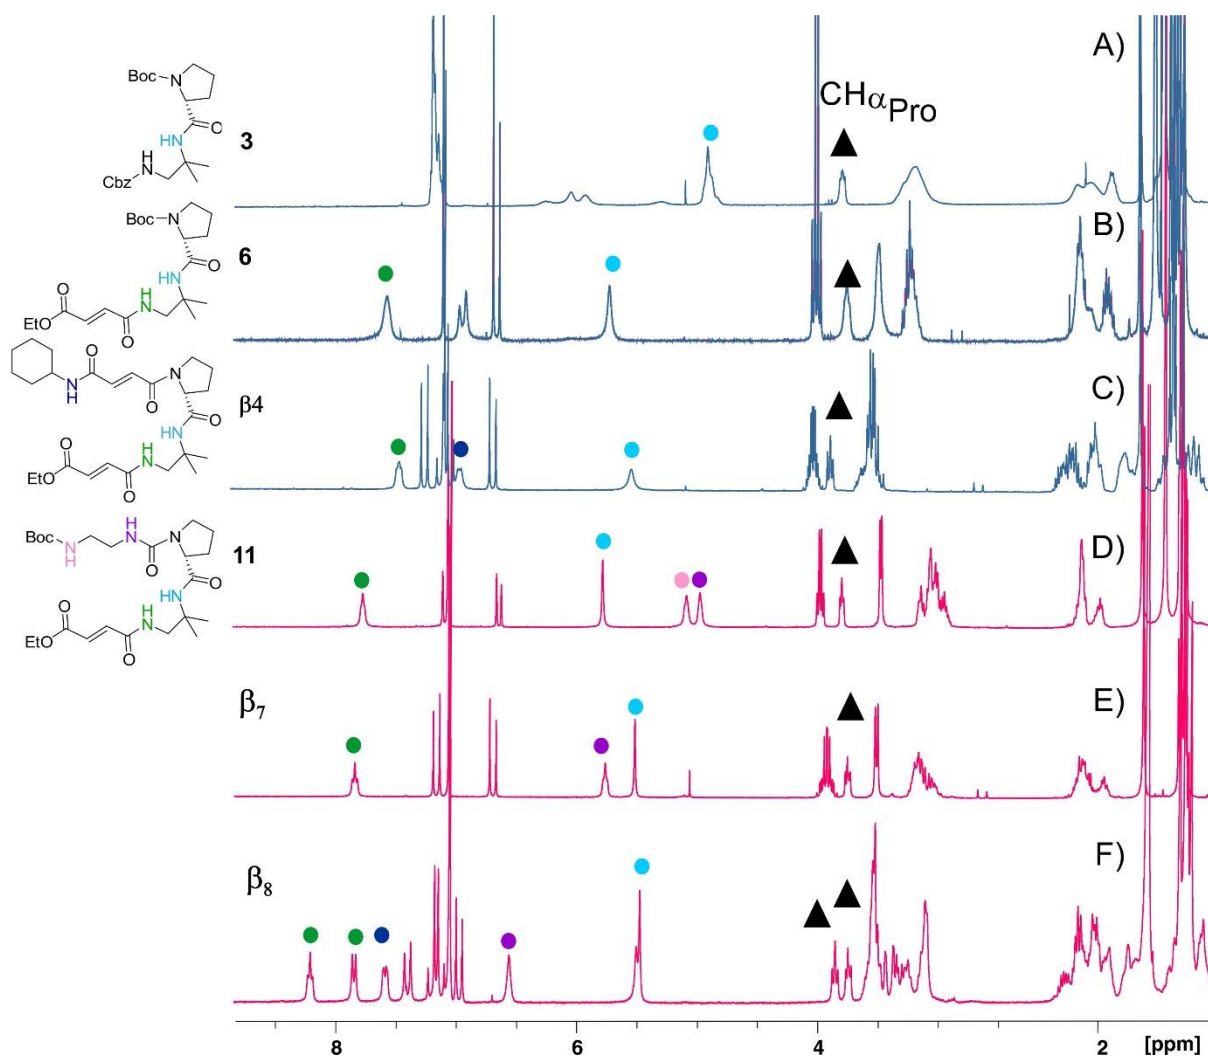 A)
CHαPro
Boc
N
O
HN
H
N
Cbz
3
B)
Boc
N
O
HN
O
H
N
EtO
O
6
C)
O
N
H
N
O
O
HN
O
H
N
EtO
O
β4
D)
H
N
Boc
N
H
N
O
O
HN
O
H
N
EtO
O
11
E)
β7
F)
β8
8 6 4 2 [ppm]